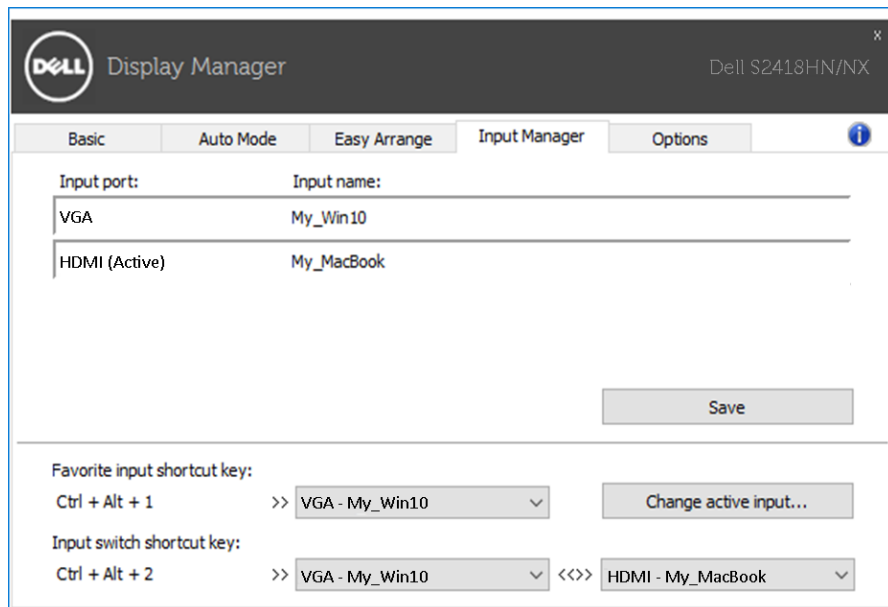 DELL Display Manager Dell S2418HN/NX x
Basic Auto Mode Easy Arrange Input Manager Options i
Input port: Input name:
VGA My_Win10
HDMI (Active) My_MacBook
Save
Favorite input shortcut key:
Ctrl + Alt + 1 >> VGA - My_Win10 Change active input...
Input switch shortcut key:
Ctrl + Alt + 2 >> VGA - My_Win10 <<>> HDMI - My_MacBook